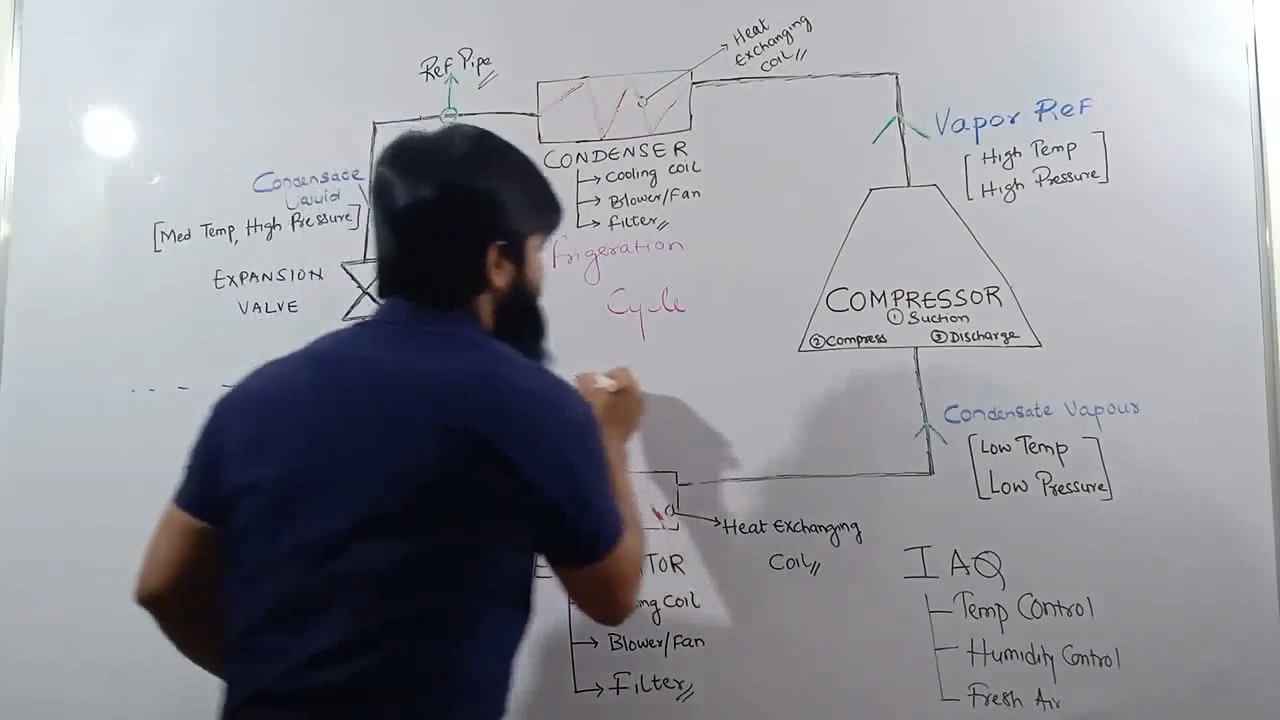 Heat
Exchanging
Coil
Ref Pipe
CONDENSER
Cooling coil
Blower/Fan
filter
Vapor Ref
[High Temp
High Pressure]
Condensate
Liquid
[Med Temp, High Pressure]
EXPANSION
VALVE
frigeration
Cycle
COMPRESSOR
① Suction
② Compress
③ Discharge
Condensate Vapour
[Low Temp
Low Pressure]
Heat Exchanging
Coil
E
TOR
ng Coil
Blower/Fan
Filter
IAQ
Temp Control
Humidity Control
Fresh Air